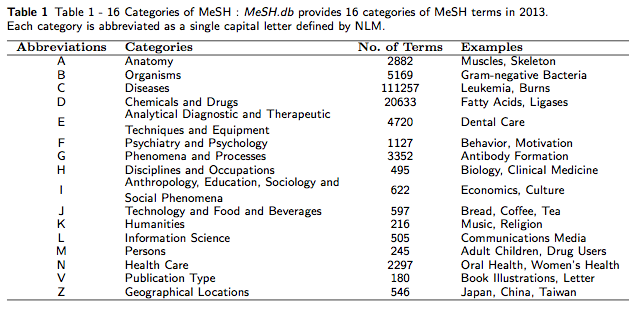 Table 1 Table 1 - 16 Categories of MeSH : MeSH.db provides 16 categories of MeSH terms in 2013.
Each category is abbreviated as a single capital letter defined by NLM.
Abbreviations Categories No. of Terms Examples
A Anatomy 2882 Muscles, Skeleton
B Organisms 5169 Gram-negative Bacteria
C Diseases 111257 Leukemia, Burns
D Chemicals and Drugs 20633 Fatty Acids, Ligases
E Analytical Diagnostic and Therapeutic
Techniques and Equipment 4720 Dental Care
F Psychiatry and Psychology 1127 Behavior, Motivation
G Phenomena and Processes 3352 Antibody Formation
H Disciplines and Occupations 495 Biology, Clinical Medicine
I Anthropology, Education, Sociology and
Social Phenomena 622 Economics, Culture
J Technology and Food and Beverages 597 Bread, Coffee, Tea
K Humanities 216 Music, Religion
L Information Science 505 Communications Media
M Persons 245 Adult Children, Drug Users
N Health Care 2297 Oral Health, Women's Health
V Publication Type 180 Book Illustrations, Letter
Z Geographical Locations 546 Japan, China, Taiwan